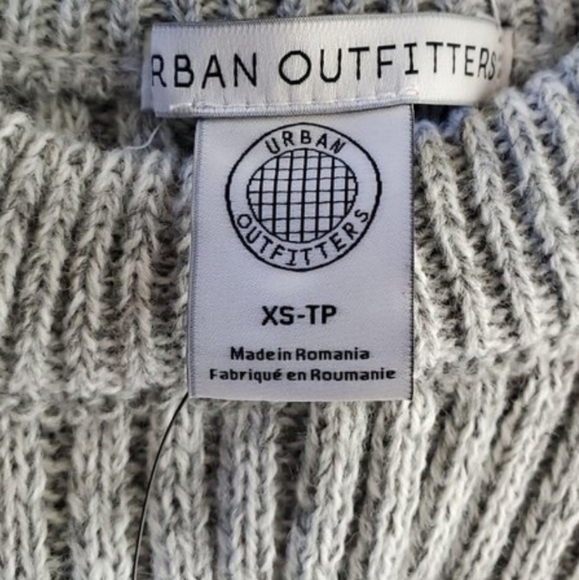 RBAN OUTFITTERS
URBAN
OUTFITTERS
XS-TP
Made in Romania
Fabriqué en Roumanie